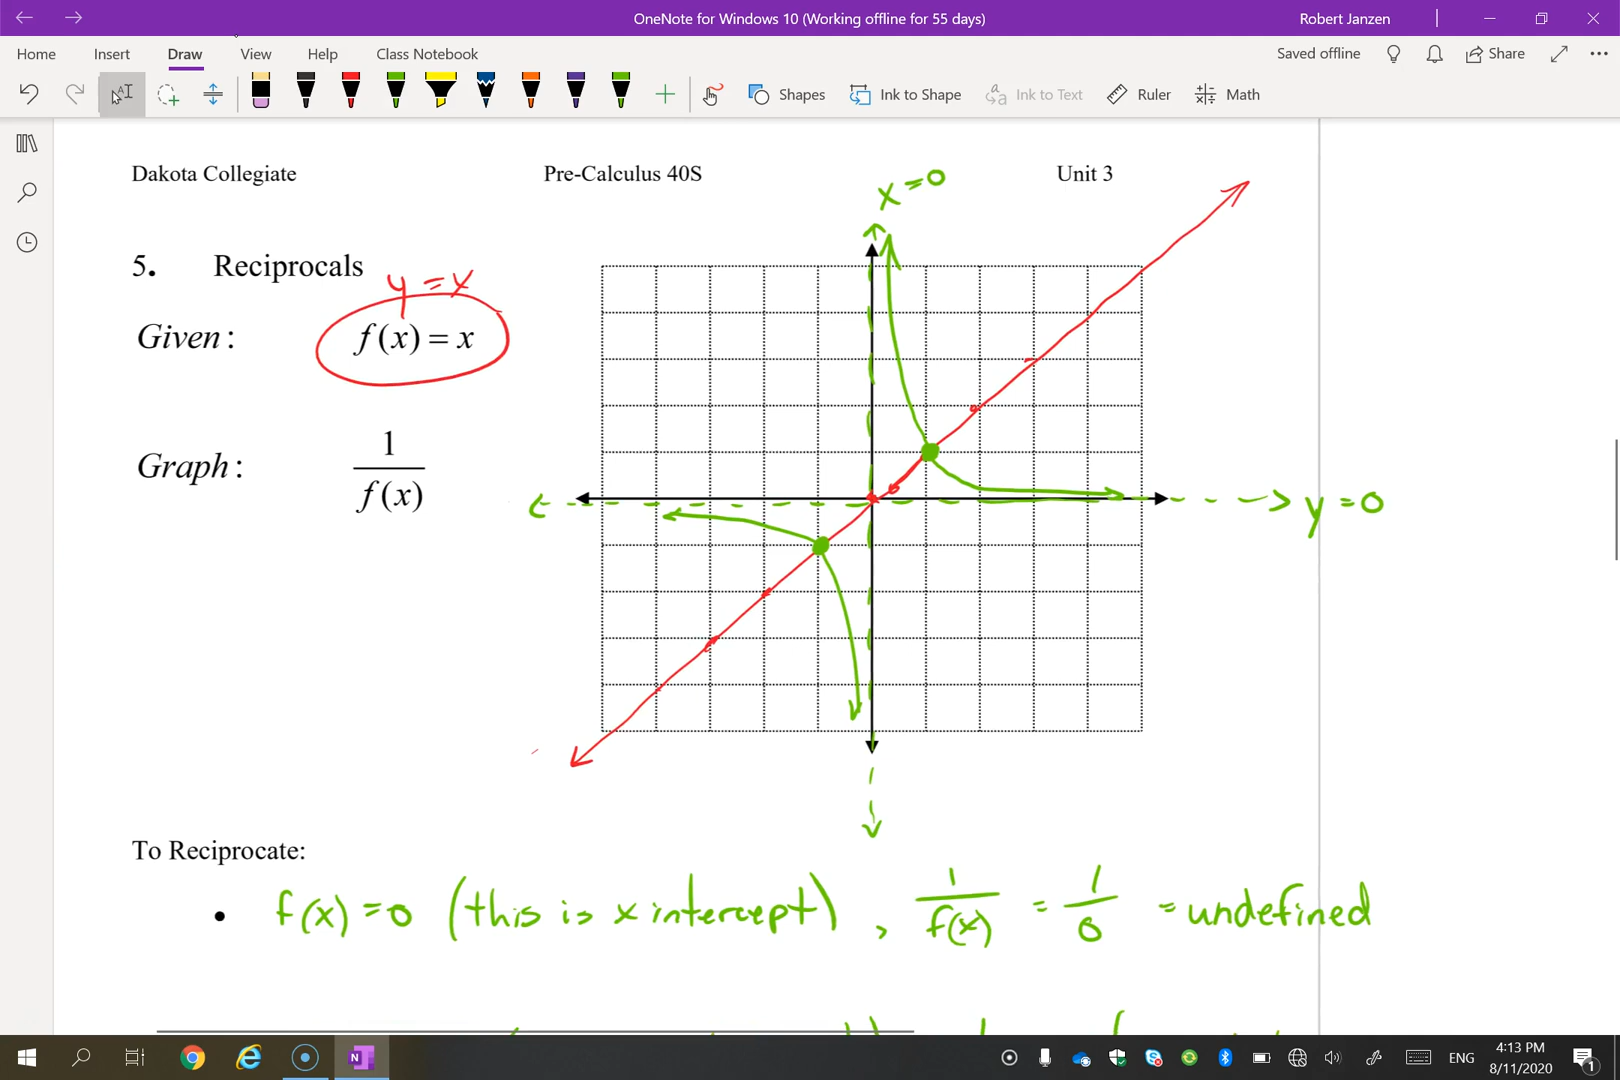 OneNote for Windows 10 (Working offline for 55 days)
Robert Janzen
Home Insert Draw View Help Class Notebook
Saved offline Share
Shapes Ink to Shape Ink to Text Ruler Math
Dakota Collegiate Pre-Calculus 40S Unit 3
x=0
5. Reciprocals
y = x
Given: f(x) = x
Graph: 1/f(x)
y=0
To Reciprocate:
• f(x) = 0 (this is x intercept), 1/f(x) = 1/0 = undefined
ENG
4:13 PM
8/11/2020
1